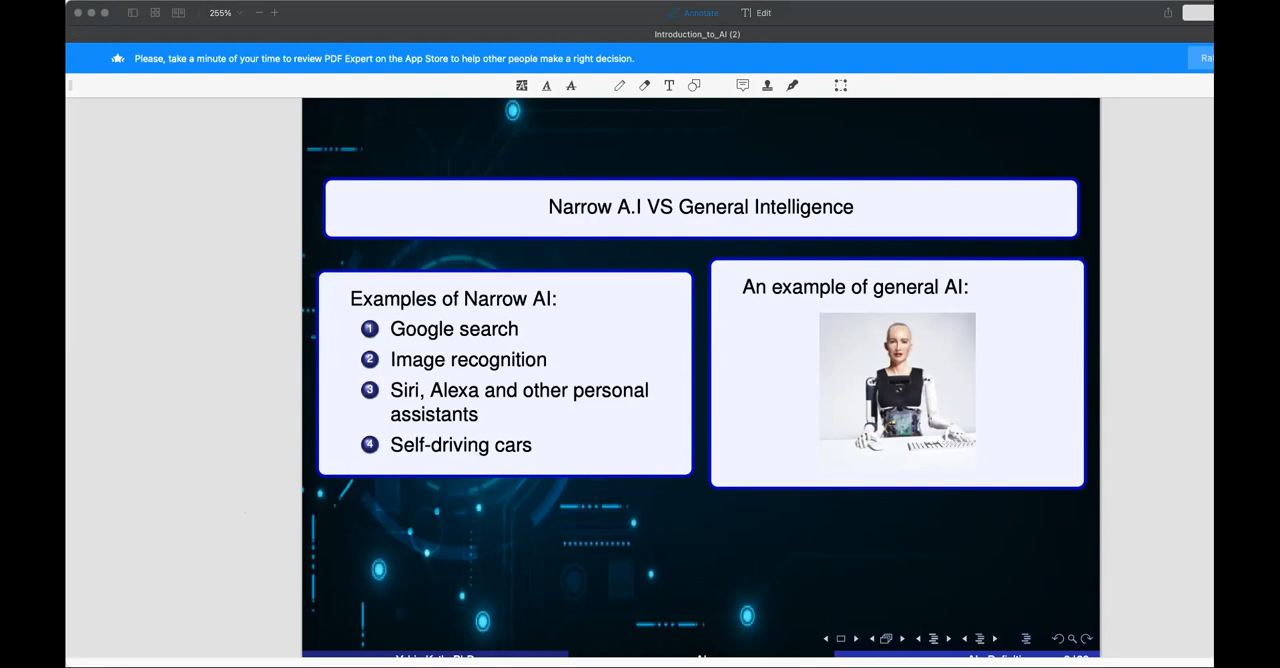 255%
Annotate
Edit
Introduction_to_AI (2)
Please, take a minute of your time to review PDF Expert on the App Store to help other people make a right decision.
Narrow A.I VS General Intelligence
Examples of Narrow AI:
1 Google search
2 Image recognition
3 Siri, Alexa and other personal
assistants
4 Self-driving cars
An example of general AI: